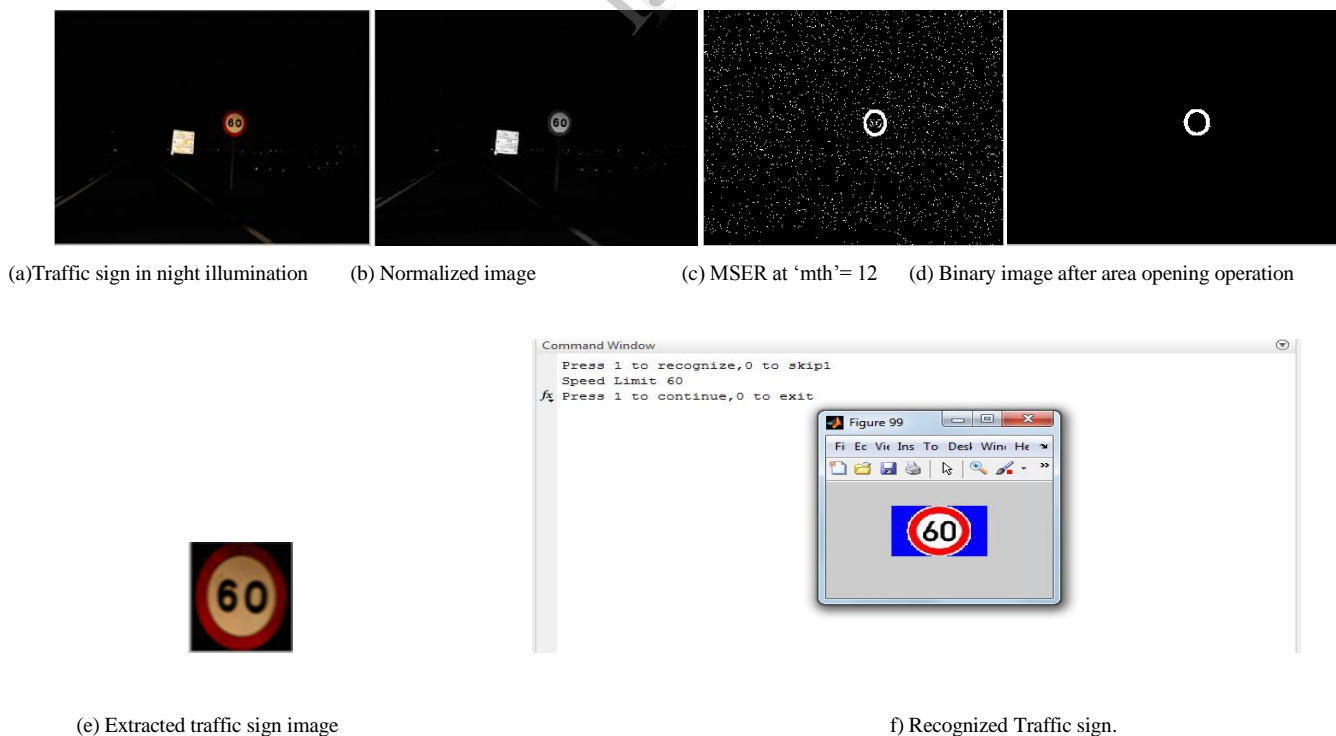 60
60
(a)Traffic sign in night illumination
(b) Normalized image
(c) MSER at ‘mth’= 12
(d) Binary image after area opening operation
Command Window
Press 1 to recognize,0 to skip1
Speed Limit 60
fx Press 1 to continue,0 to exit
Figure 99
Fi Ec Vie Ins To Desl Win He
60
60
(e) Extracted traffic sign image
f) Recognized Traffic sign.